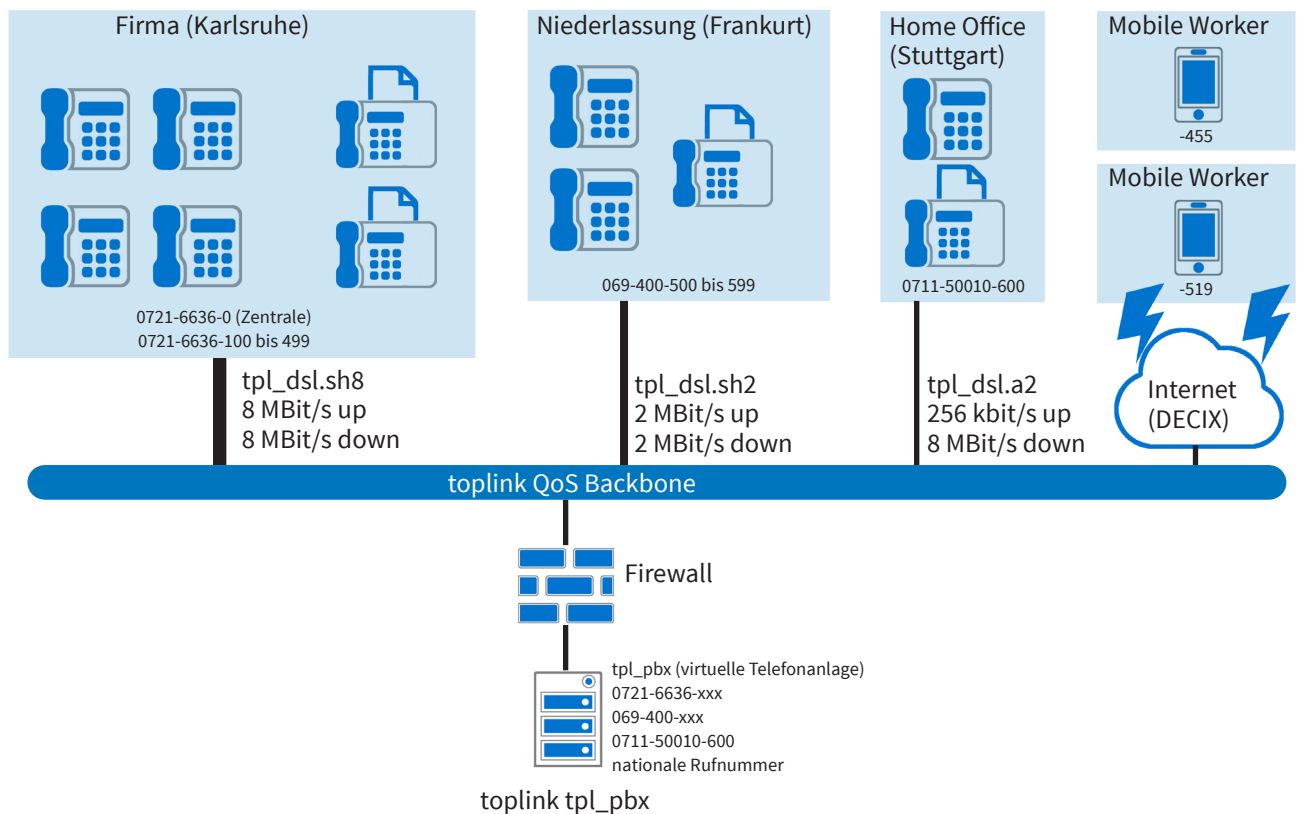 Firma (Karlsruhe)
0721-6636-0 (Zentrale)
0721-6636-100 bis 499
Niederlassung (Frankurt)
069-400-500 bis 599
Home Office
(Stuttgart)
0711-50010-600
Mobile Worker
-455
Mobile Worker
-519
tpl_dsl.sh8
8 MBit/s up
8 MBit/s down
tpl_dsl.sh2
2 MBit/s up
2 MBit/s down
tpl_dsl.a2
256 kbit/s up
8 MBit/s down
Internet
(DECIX)
toplink QoS Backbone
Firewall
tpl_pbx (virtuelle Telefonanlage)
0721-6636-xxx
069-400-xxx
0711-50010-600
nationale Rufnummer
toplink tpl_pbx